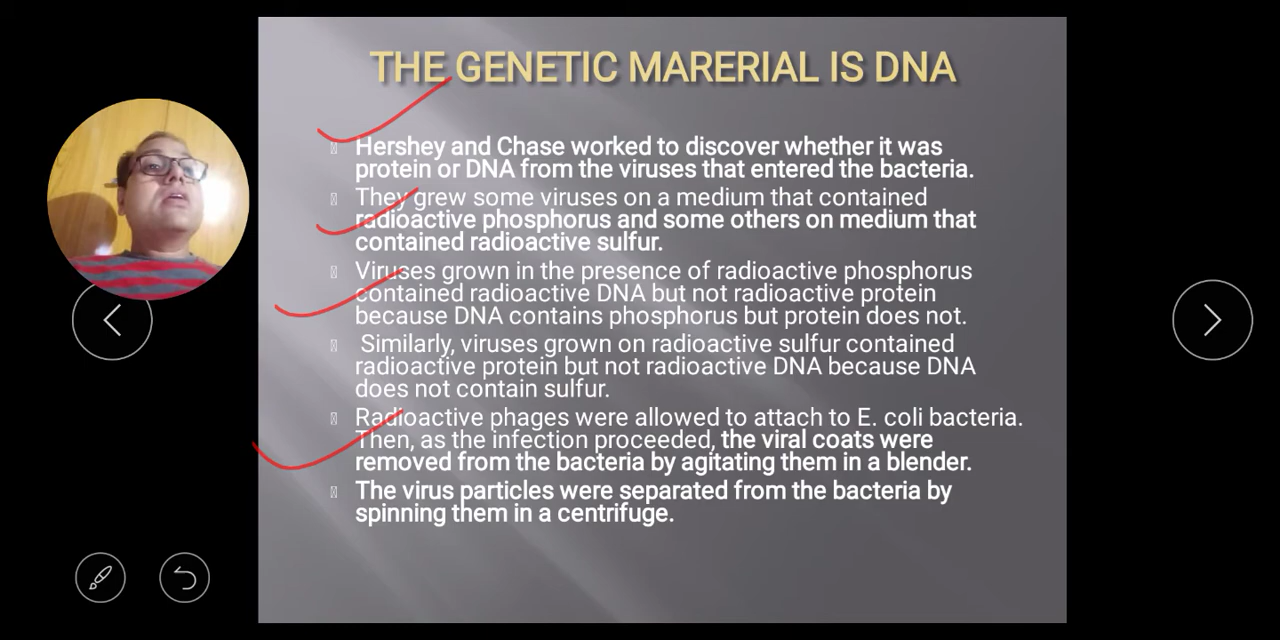 THE GENETIC MARERIAL IS DNA
Hershey and Chase worked to discover whether it was
protein or DNA from the viruses that entered the bacteria.
They grew some viruses on a medium that contained
radioactive phosphorus and some others on medium that
contained radioactive sulfur.
Viruses grown in the presence of radioactive phosphorus
contained radioactive DNA but not radioactive protein
because DNA contains phosphorus but protein does not.
Similarly, viruses grown on radioactive sulfur contained
radioactive protein but not radioactive DNA because DNA
does not contain sulfur.
Radioactive phages were allowed to attach to E. coli bacteria.
Then, as the infection proceeded, the viral coats were
removed from the bacteria by agitating them in a blender.
The virus particles were separated from the bacteria by
spinning them in a centrifuge.